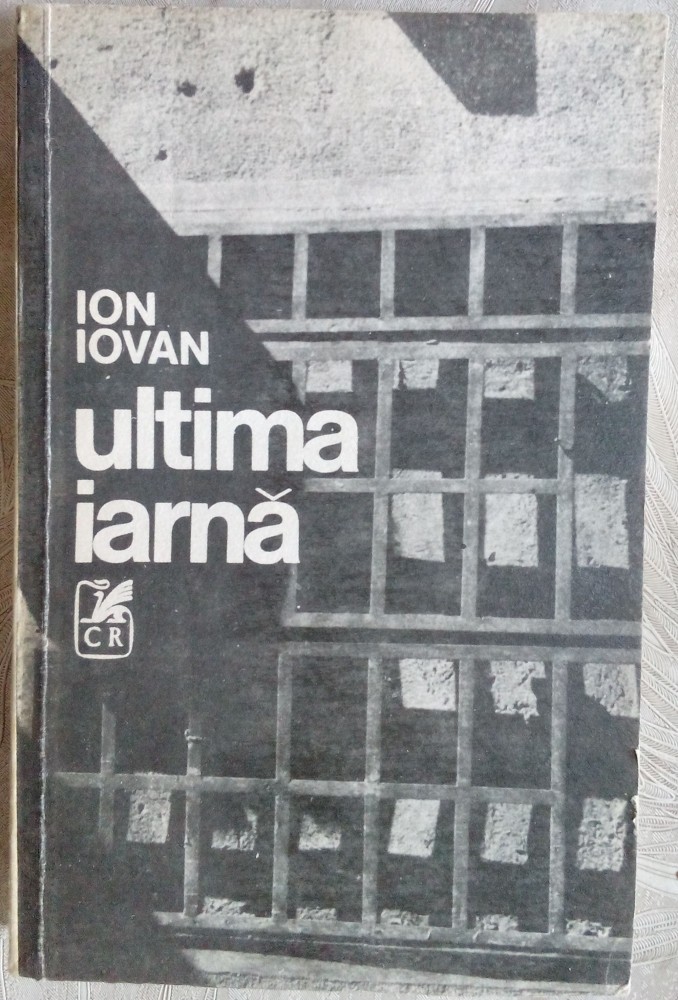 ION
IOVAN
ultima
iarnă
CR